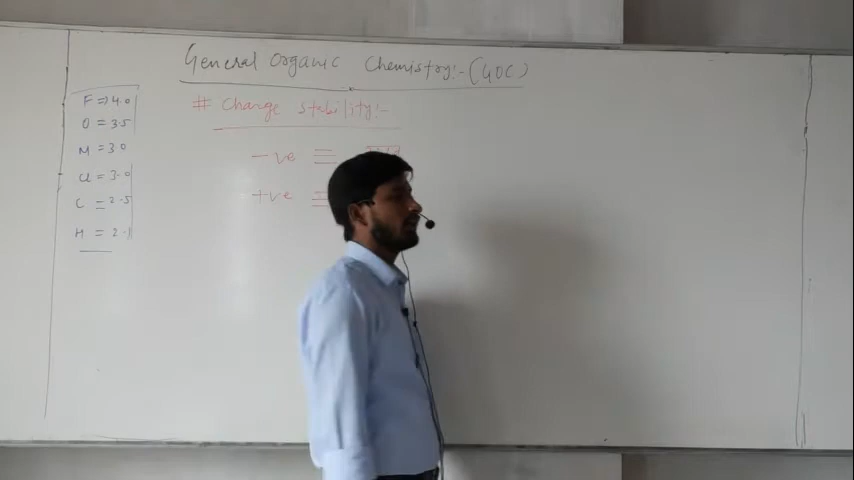 General Organic Chemistry:- (GOC)
# Charge stability:-
-ve ≡
+ve ≡
F => 4.0
O = 3.5
N = 3.0
Cl = 3.0
C = 2.5
H = 2.1